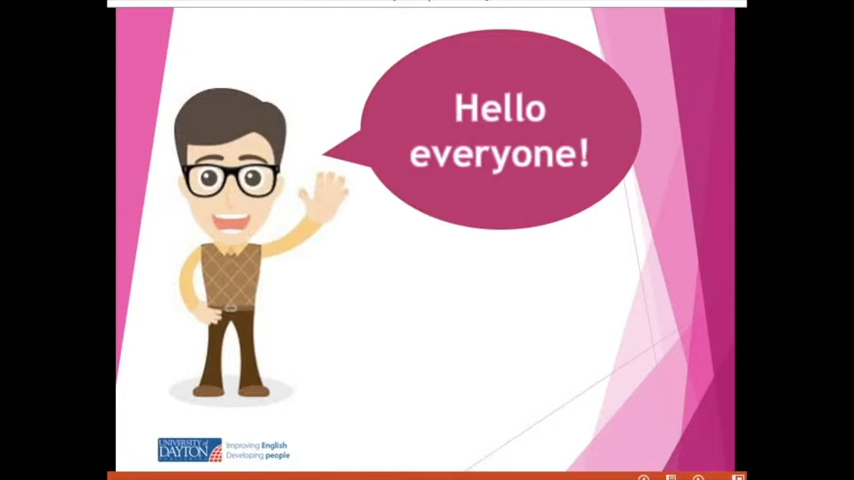 Hello
everyone!
UNIVERSITY of
DAYTON
Improving English
Developing people